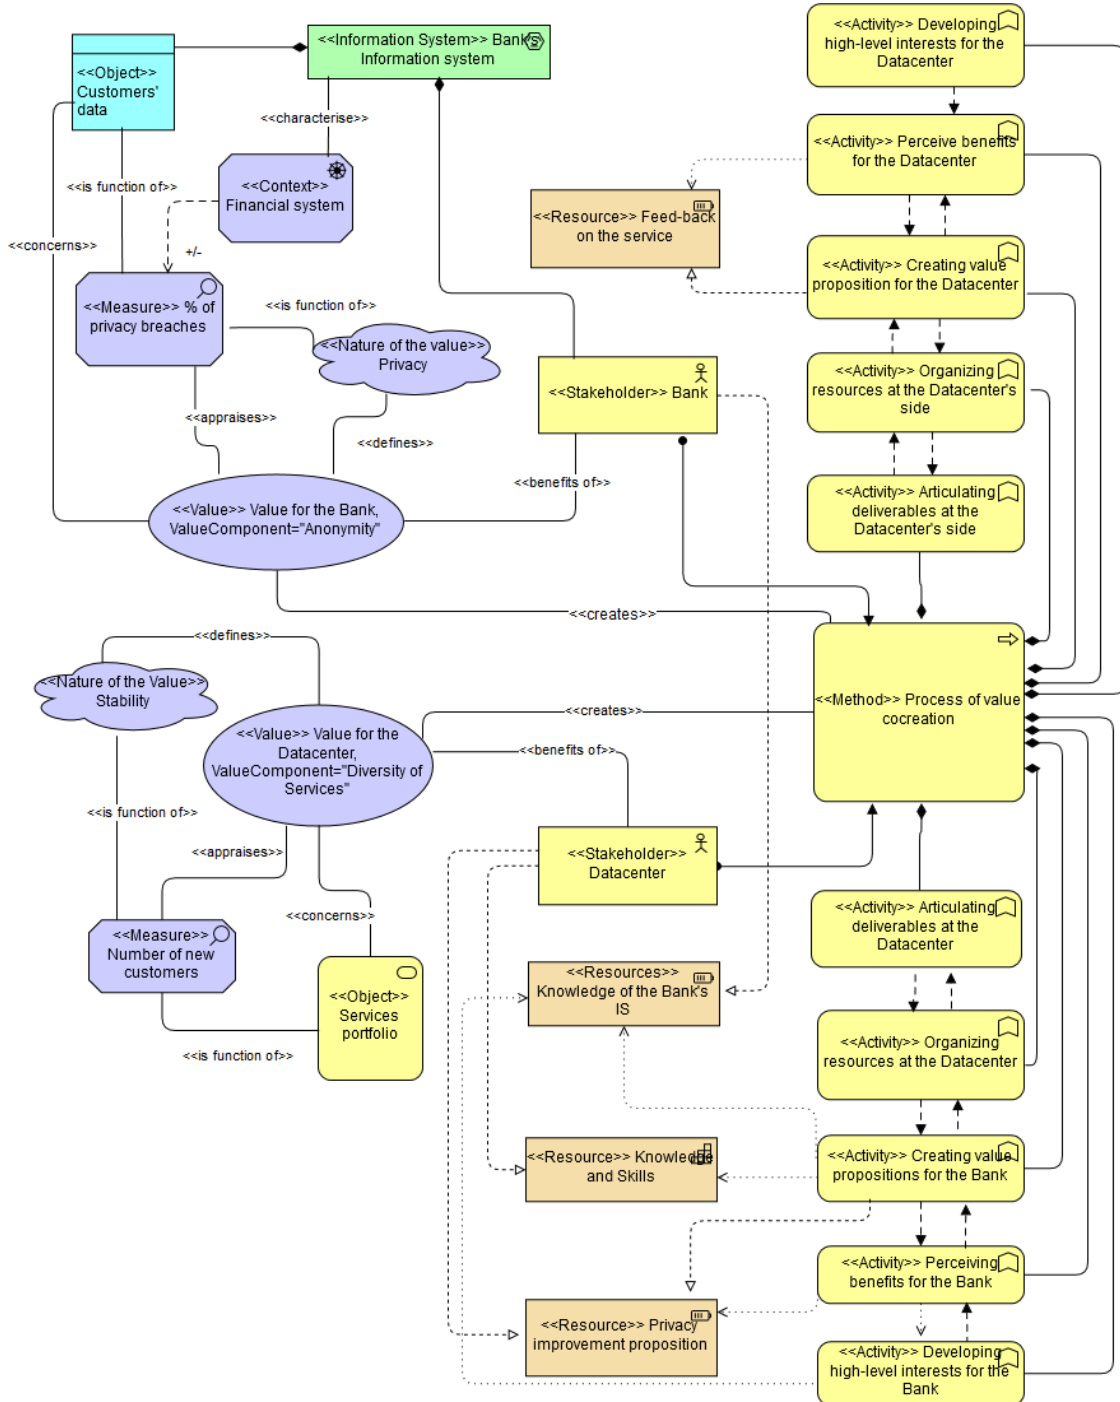 <<Object>>
Customers'
data
<<Information System>> Bank's
Information system
<<characterise>>
<<is function of>>
<<Context>>
Financial system
<<concerns>>
+/-
<<Measure>> % of
privacy breaches
<<is function of>>
<<Nature of the value>>
Privacy
<<appraises>>
<<defines>>
<<Value>> Value for the Bank,
ValueComponent="Anonymity"
<<Resource>> Feed-back
on the service
<<Stakeholder>> Bank
<<benefits of>>
<<creates>>
<<Activity>> Developing
high-level interests for the
Datacenter
<<Activity>> Perceive benefits
for the Datacenter
<<Activity>> Creating value
proposition for the Datacenter
<<Activity>> Organizing
resources at the Datacenter's
side
<<Activity>> Articulating
deliverables at the
Datacenter's side
<<Method>> Process of value
cocreation
<<defines>>
<<Nature of the Value>>
Stability
<<Value>> Value for the
Datacenter,
ValueComponent="Diversity of
Services"
<<creates>>
<<benefits of>>
<<is function of>>
<<appraises>>
<<Stakeholder>>
Datacenter
<<concerns>>
<<Measure>>
Number of new
customers
<<Object>>
Services
portfolio
<<is function of>>
<<Resources>>
Knowledge of the Bank's
IS
<<Resource>> Knowledge
and Skills
<<Resource>> Privacy
improvement proposition
<<Activity>> Articulating
deliverables at the
Datacenter
<<Activity>> Organizing
resources at the Datacenter
<<Activity>> Creating value
propositions for the Bank
<<Activity>> Perceiving
benefits for the Bank
<<Activity>> Developing
high-level interests for the
Bank